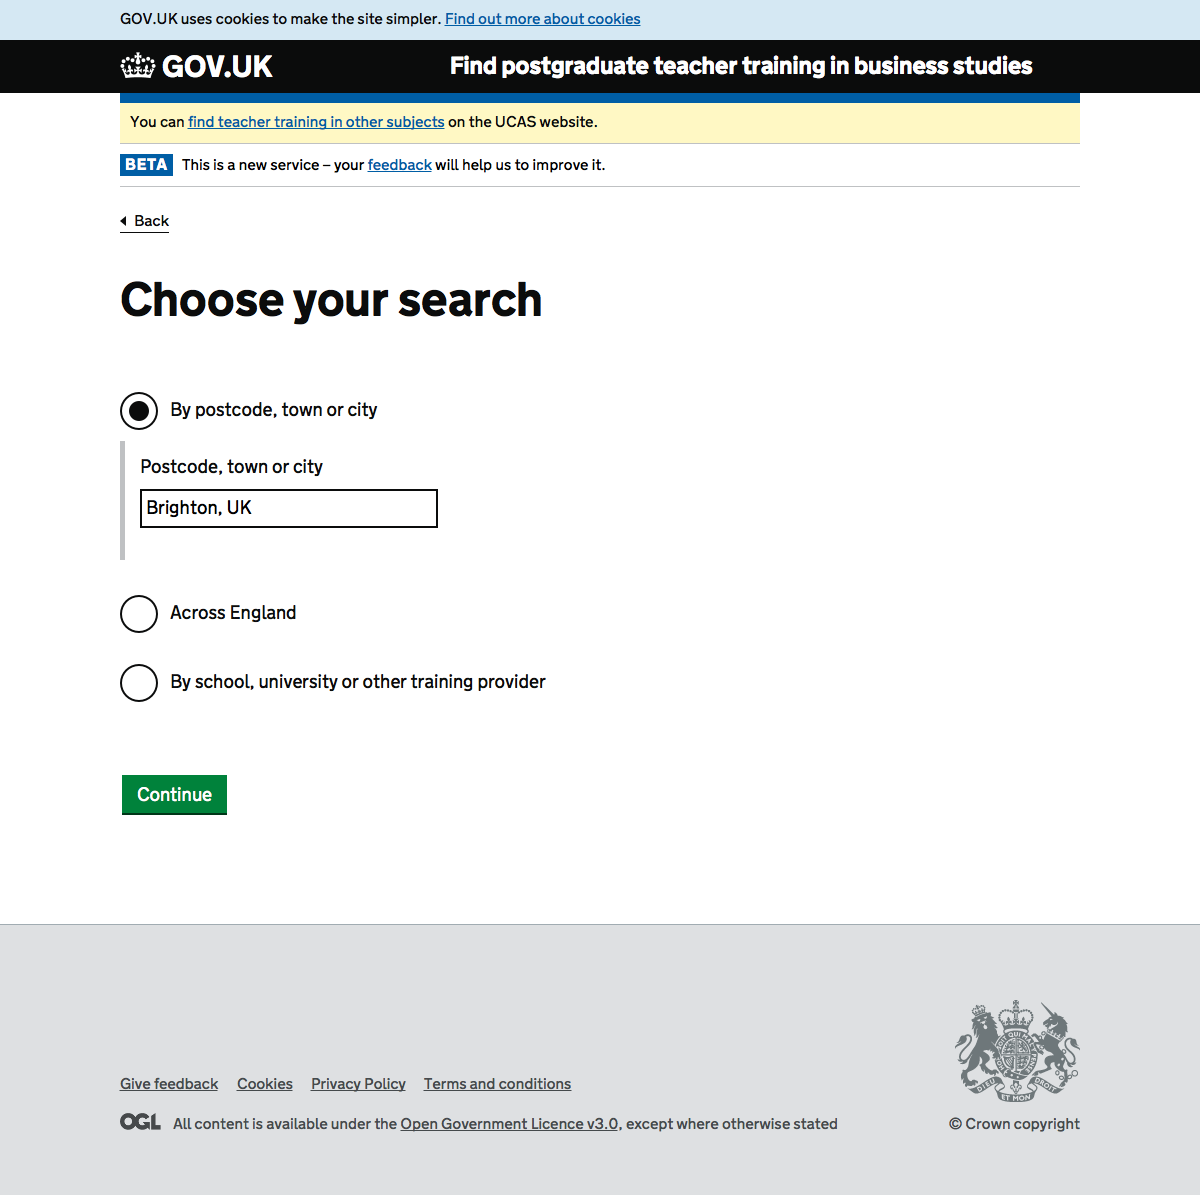 GOV.UK uses cookies to make the site simpler. Find out more about cookies
GOV.UK Find postgraduate teacher training in business studies
You can find teacher training in other subjects on the UCAS website.
BETA This is a new service – your feedback will help us to improve it.
Back
Choose your search
By postcode, town or city
Postcode, town or city
Brighton, UK
Across England
By school, university or other training provider
Continue
Give feedback Cookies Privacy Policy Terms and conditions
OGL All content is available under the Open Government Licence v3.0, except where otherwise stated
DIEU ET MON DROIT
© Crown copyright